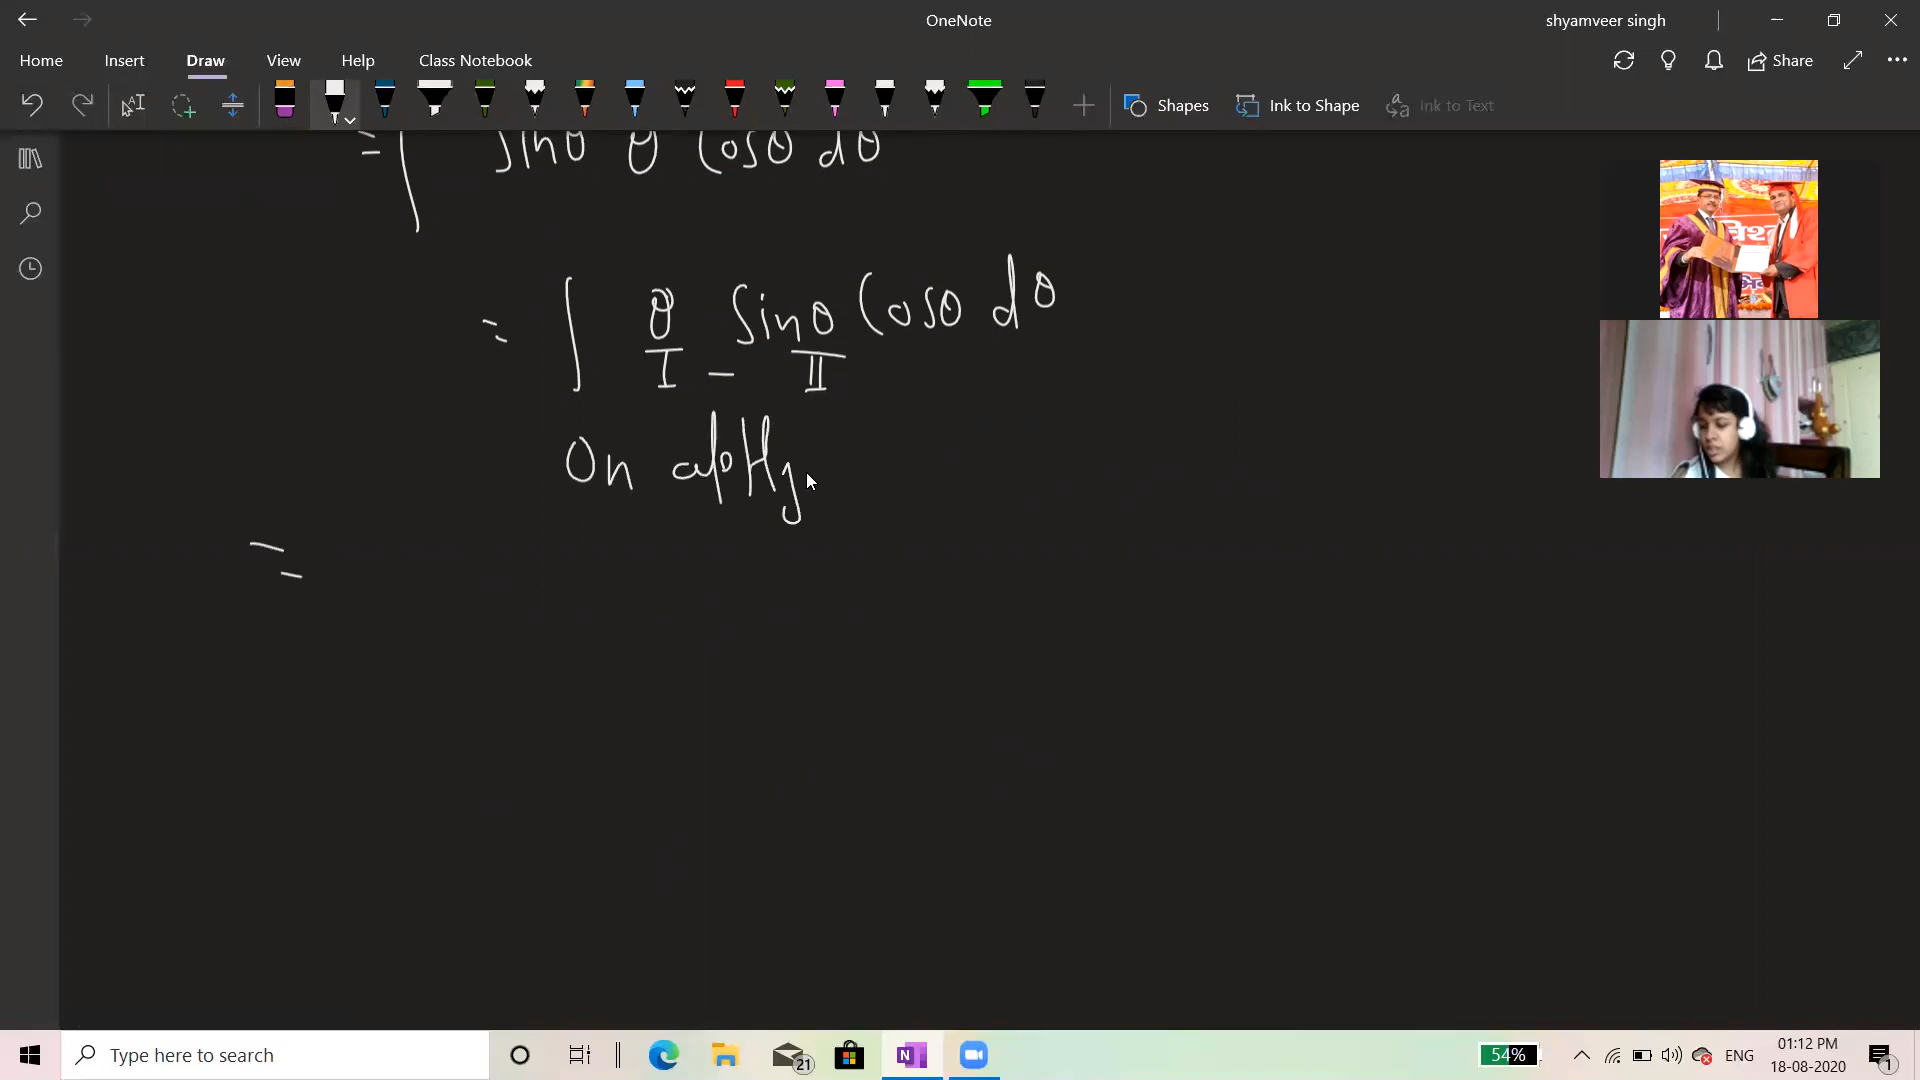 OneNote
shyamveer singh
Home Insert Draw View Help Class Notebook
Share
Shapes Ink to Shape Ink to Text
= ∫ sinθ θ cosθ dθ
= ∫ θ sinθ cosθ dθ
I – II
On apply
=
Type here to search
21
N
54%
ENG
01:12 PM
18-08-2020
1